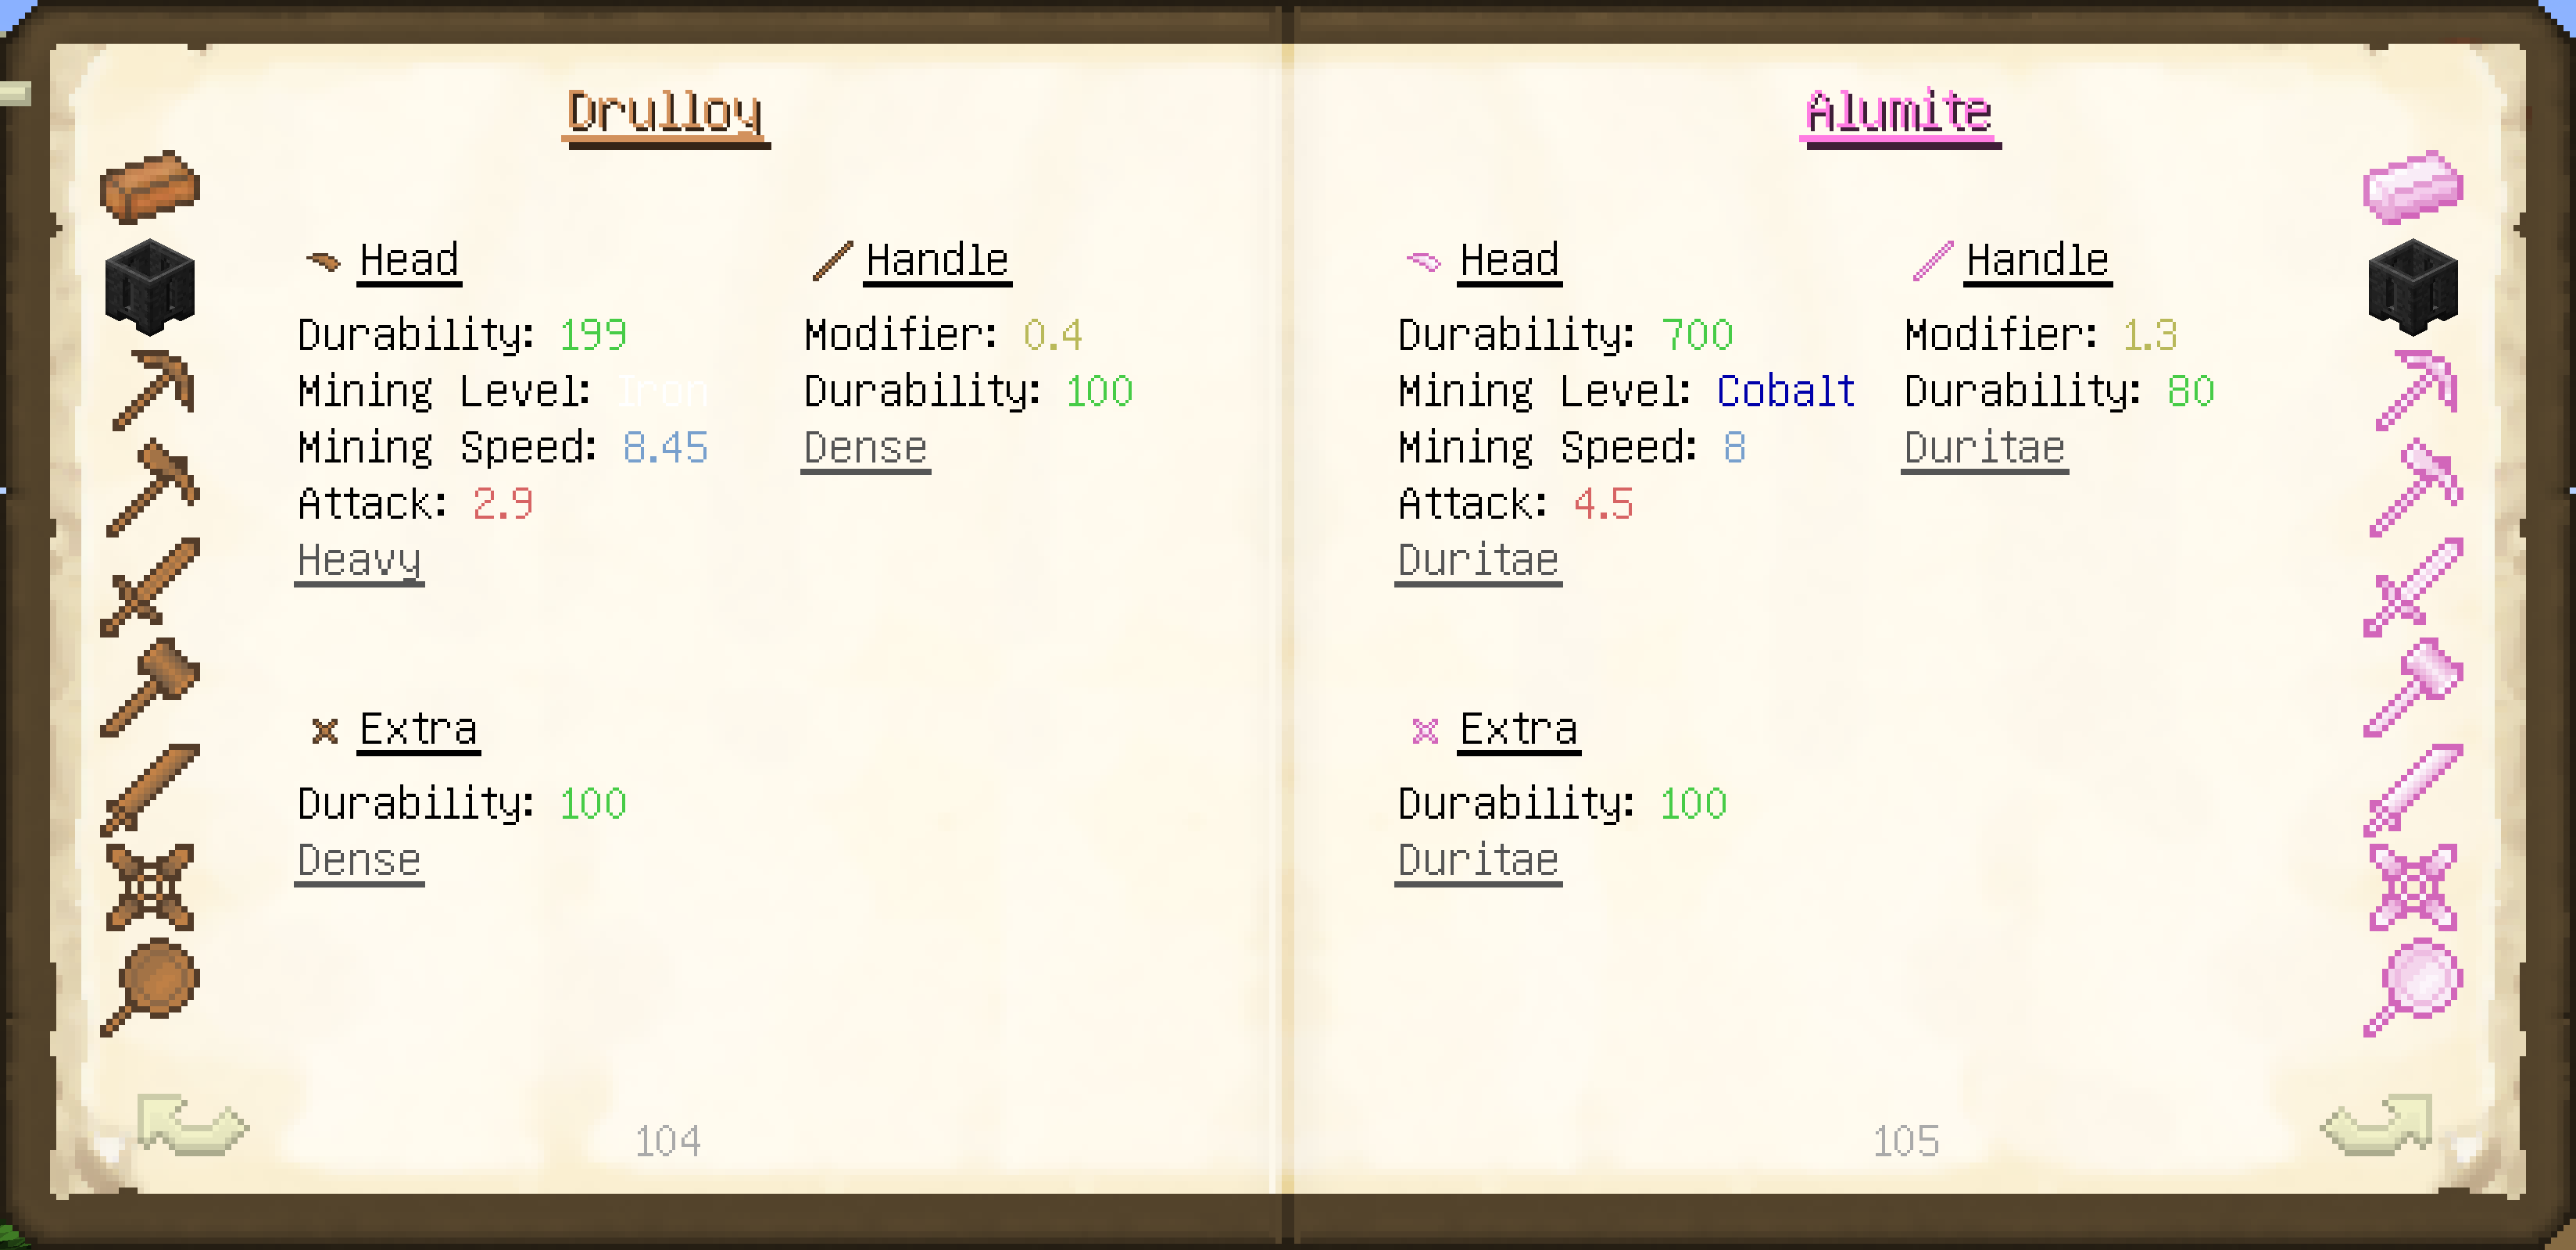 Drulloy
Head
Durability: 199
Mining Level: Iron
Mining Speed: 8.45
Attack: 2.9
Heavy
Handle
Modifier: 0.4
Durability: 100
Dense
Extra
Durability: 100
Dense
104
Alumite
Head
Durability: 700
Mining Level: Cobalt
Mining Speed: 8
Attack: 4.5
Duritae
Handle
Modifier: 1.3
Durability: 80
Duritae
Extra
Durability: 100
Duritae
105